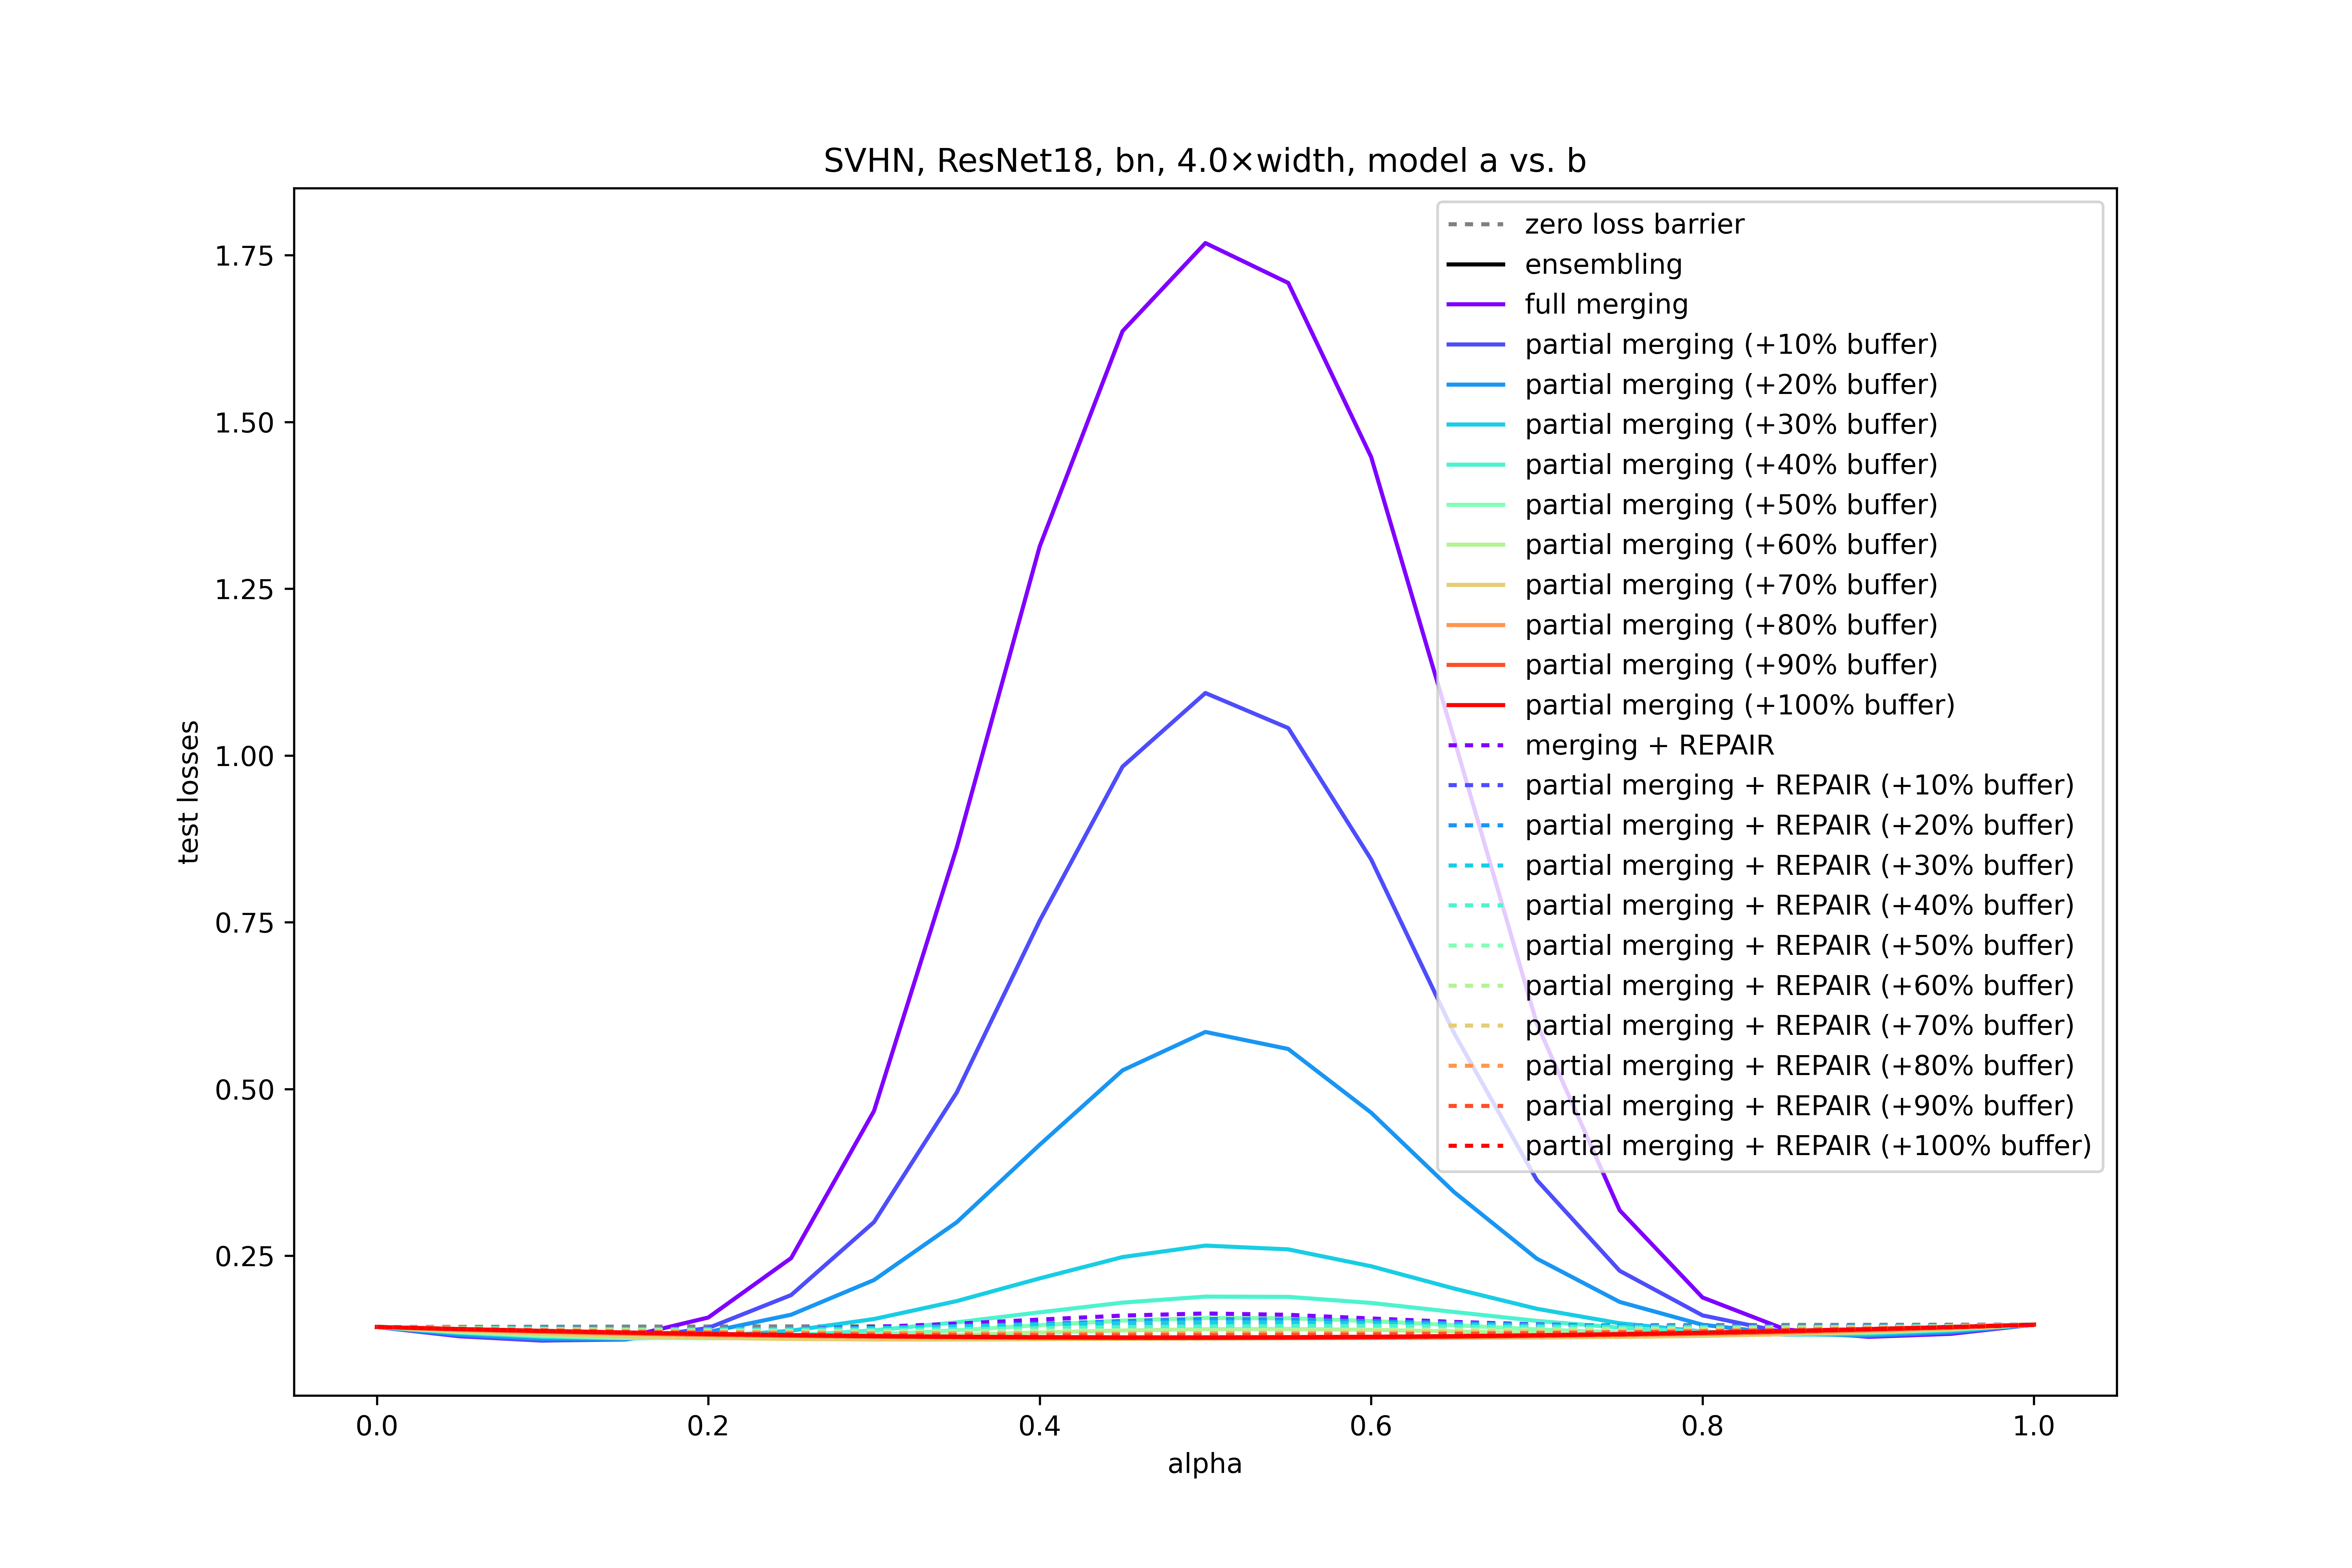 SVHN, ResNet18, bn, 4.0×width, model a vs. b
test losses
1.75
1.50
1.25
1.00
0.75
0.50
0.25
zero loss barrier
ensembling
full merging
partial merging (+10% buffer)
partial merging (+20% buffer)
partial merging (+30% buffer)
partial merging (+40% buffer)
partial merging (+50% buffer)
partial merging (+60% buffer)
partial merging (+70% buffer)
partial merging (+80% buffer)
partial merging (+90% buffer)
partial merging (+100% buffer)
merging + REPAIR
partial merging + REPAIR (+10% buffer)
partial merging + REPAIR (+20% buffer)
partial merging + REPAIR (+30% buffer)
partial merging + REPAIR (+40% buffer)
partial merging + REPAIR (+50% buffer)
partial merging + REPAIR (+60% buffer)
partial merging + REPAIR (+70% buffer)
partial merging + REPAIR (+80% buffer)
partial merging + REPAIR (+90% buffer)
partial merging + REPAIR (+100% buffer)
0.0 0.2 0.4 0.6 0.8 1.0
alpha